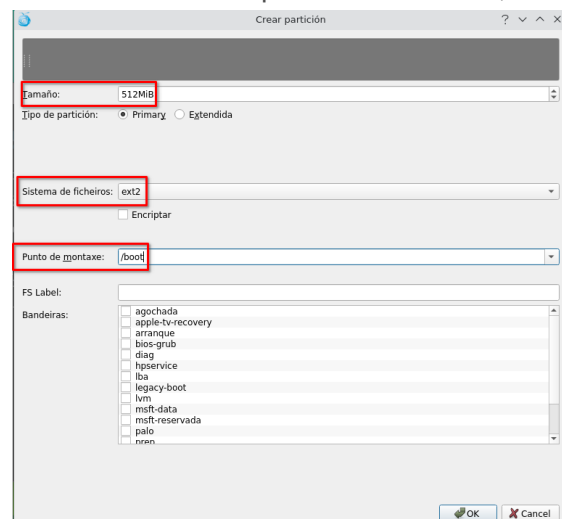 Crear partición
Tamaño: 512MiB
Tipo de partición: Primary Extendida
Sistema de ficheiros: ext2
Encriptar
Punto de montaxe: /boot
FS Label:
Bandeiras:
agochada
apple-tv-recovery
arranque
bios-grub
diag
hpservice
lba
legacy-boot
lvm
msft-data
msft-reservada
palo
prep
OK Cancel